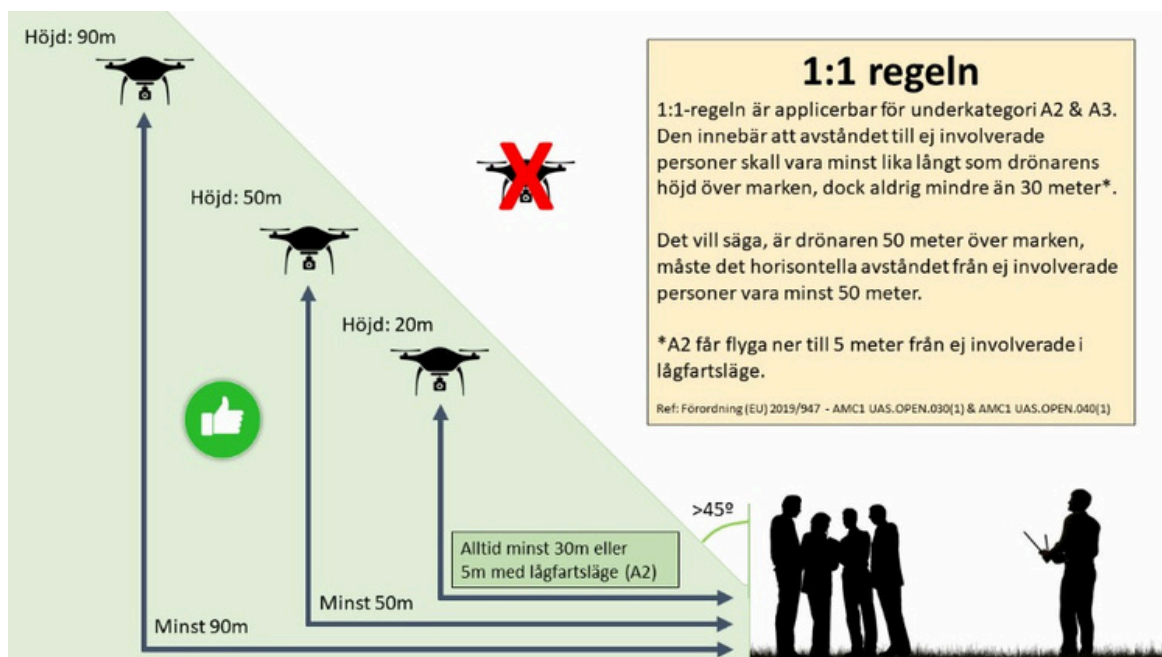 Höjd: 90m
Höjd: 50m
Höjd: 20m
1:1 regeln
1:1-regeln är applicerbar för underkategori A2 & A3.
Den innebär att avståndet till ej involverade
personer skall vara minst lika långt som drönarens
höjd över marken, dock aldrig mindre än 30 meter*.
Det vill säga, är drönaren 50 meter över marken,
måste det horisontella avståndet från ej involverade
personer vara minst 50 meter.
*A2 får flyga ner till 5 meter från ej involverade i
lågfartsläge.
Ref: Förordning (EU) 2019/947 - AMC1 UAS.OPEN.030(1) & AMC1 UAS.OPEN.040(1)
>45º
Alltid minst 30m eller
5m med lågfartsläge (A2)
Minst 50m
Minst 90m